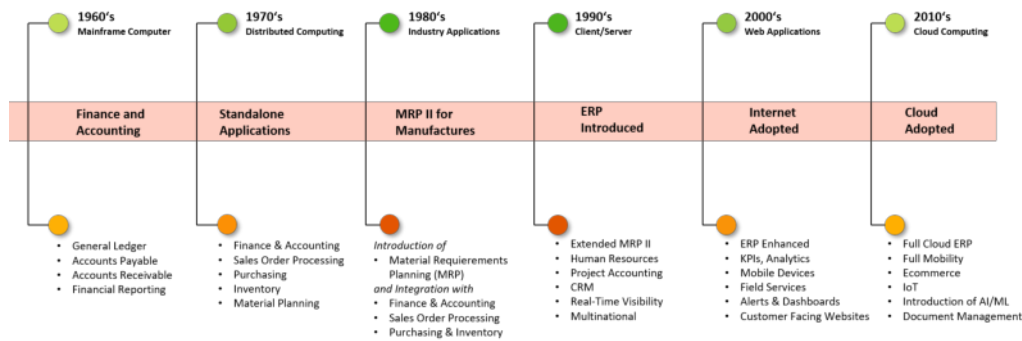 1960's
Mainframe Computer
1970's
Distributed Computing
1980's
Industry Applications
1990's
Client/Server
2000's
Web Applications
2010's
Cloud Computing
Finance and
Accounting
Standalone
Applications
MRP II for
Manufactures
ERP
Introduced
Internet
Adopted
Cloud
Adopted
• General Ledger
• Accounts Payable
• Accounts Receivable
• Financial Reporting
• Finance & Accounting
• Sales Order Processing
• Purchasing
• Inventory
• Material Planning
Introduction of
• Material Requierements
Planning (MRP)
and Integration with
• Finance & Accounting
• Sales Order Processing
• Purchasing & Inventory
• Extended MRP II
• Human Resources
• Project Accounting
• CRM
• Real-Time Visibility
• Multinational
• ERP Enhanced
• KPIs, Analytics
• Mobile Devices
• Field Services
• Alerts & Dashboards
• Customer Facing Websites
• Full Cloud ERP
• Full Mobility
• Ecommerce
• IoT
• Introduction of AI/ML
• Document Management